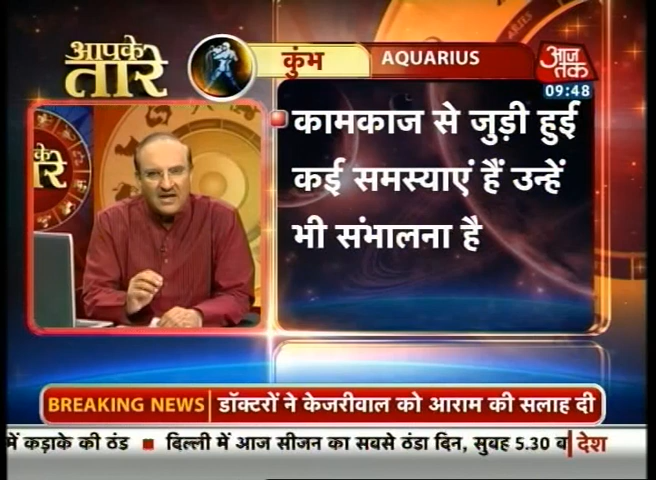 आपके
तारे
कुंभ
AQUARIUS
आज
तक
09:48
के
रे
कामकाज से जुड़ी हुई
कई समस्याएं हैं उन्हें
भी संभालना है
BREAKING NEWS डॉक्टरों ने केजरीवाल को आराम की सलाह दी
में कड़ाके की ठंड ■ दिल्ली में आज सीजन का सबसे ठंडा दिन, सुबह 5.30 ब
देश